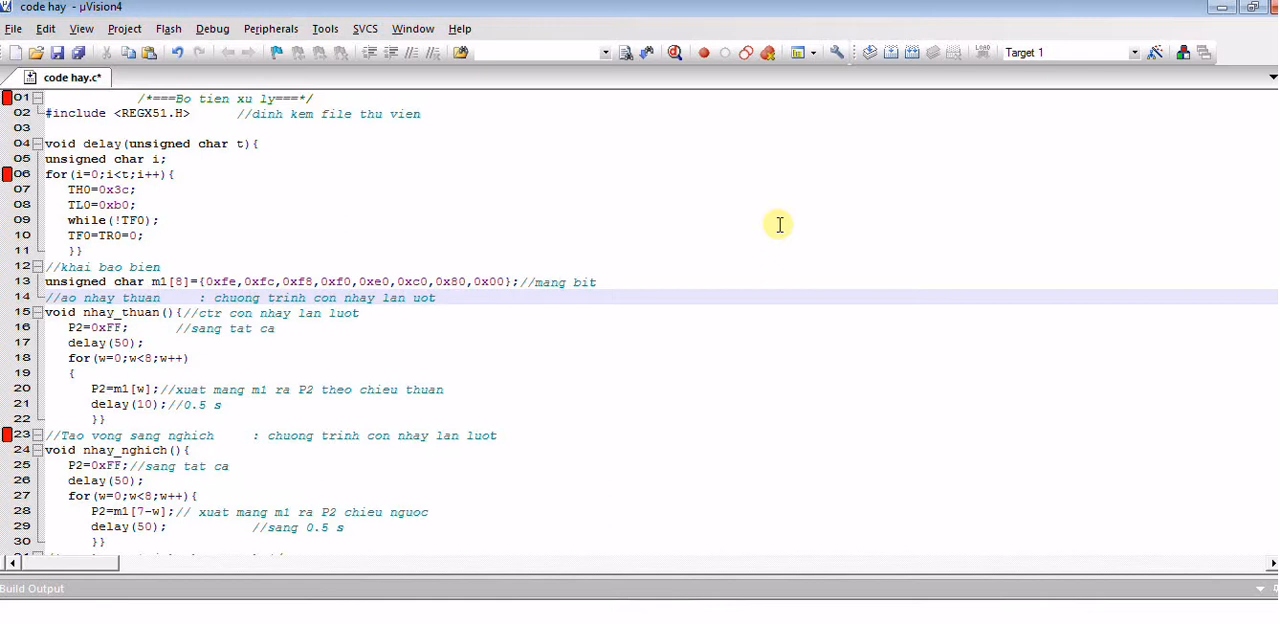 code hay - µVision4
File Edit View Project Flash Debug Peripherals Tools SVCS Window Help
LOAD Target 1
code hay.c*
01 /*===Bo tien xu ly===*/
02 #include <REGX51.H> //dinh kem file thu vien
03
04 void delay(unsigned char t){
05 unsigned char i;
06 for(i=0;i<t;i++){
07 TH0=0x3c;
08 TL0=0xb0;
09 while(!TF0);
10 TF0=TR0=0;
11 }}
12 //khai bao bien
13 unsigned char m1[8]={0xfe,0xfc,0xf8,0xf0,0xe0,0xc0,0x80,0x00};//mang bit
14 //ao nhay thuan : chuong trinh con nhay lan uot
15 void nhay_thuan(){//ctr con nhay lan luot
16 P2=0xFF; //sang tat ca
17 delay(50);
18 for(w=0;w<8;w++)
19 {
20 P2=m1[w];//xuat mang m1 ra P2 theo chieu thuan
21 delay(10);//0.5 s
22 }}
23 //Tao vong sang nghich : chuong trinh con nhay lan luot
24 void nhay_nghich(){
25 P2=0xFF;//sang tat ca
26 delay(50);
27 for(w=0;w<8;w++){
28 P2=m1[7-w];// xuat mang m1 ra P2 chieu nguoc
29 delay(50); //sang 0.5 s
30 }}
Build Output